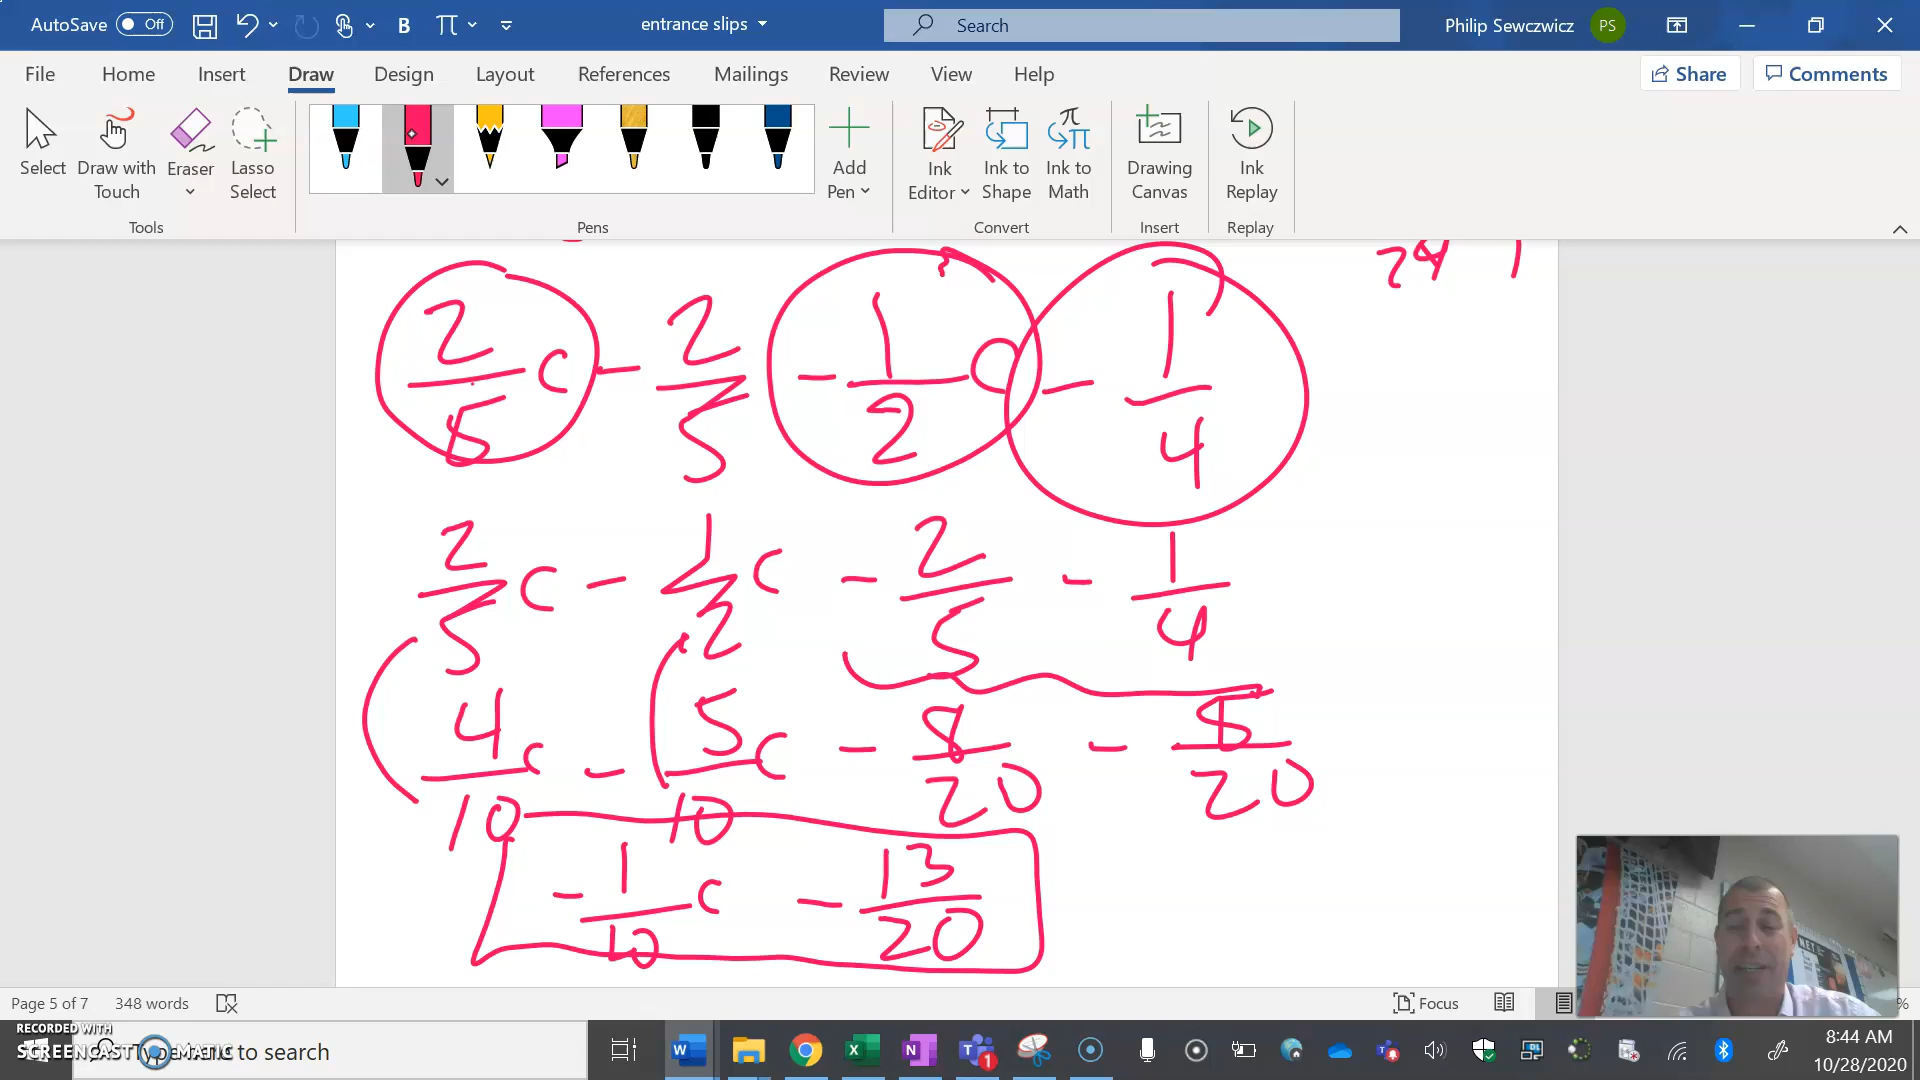 AutoSave Off B π entrance slips Search Philip Sewczwicz PS
File Home Insert Draw Design Layout References Mailings Review View Help Share Comments
Select Draw with Touch Eraser Lasso Select Add Pen Ink Editor Ink to Shape Ink to Math Drawing Canvas Ink Replay
Tools Pens Convert Insert Replay
2/5 c - 2/5 - 1/2 c - 1/4
2/5 c - 1/2 c - 2/5 - 1/4
4/10 c - 5/10 c - 8/20 - 5/20
-1/10 c - 13/20
NET
Page 5 of 7 348 words Focus %
RECORDED WITH
SCREENCAST MATIC
to search
8:44 AM
10/28/2020